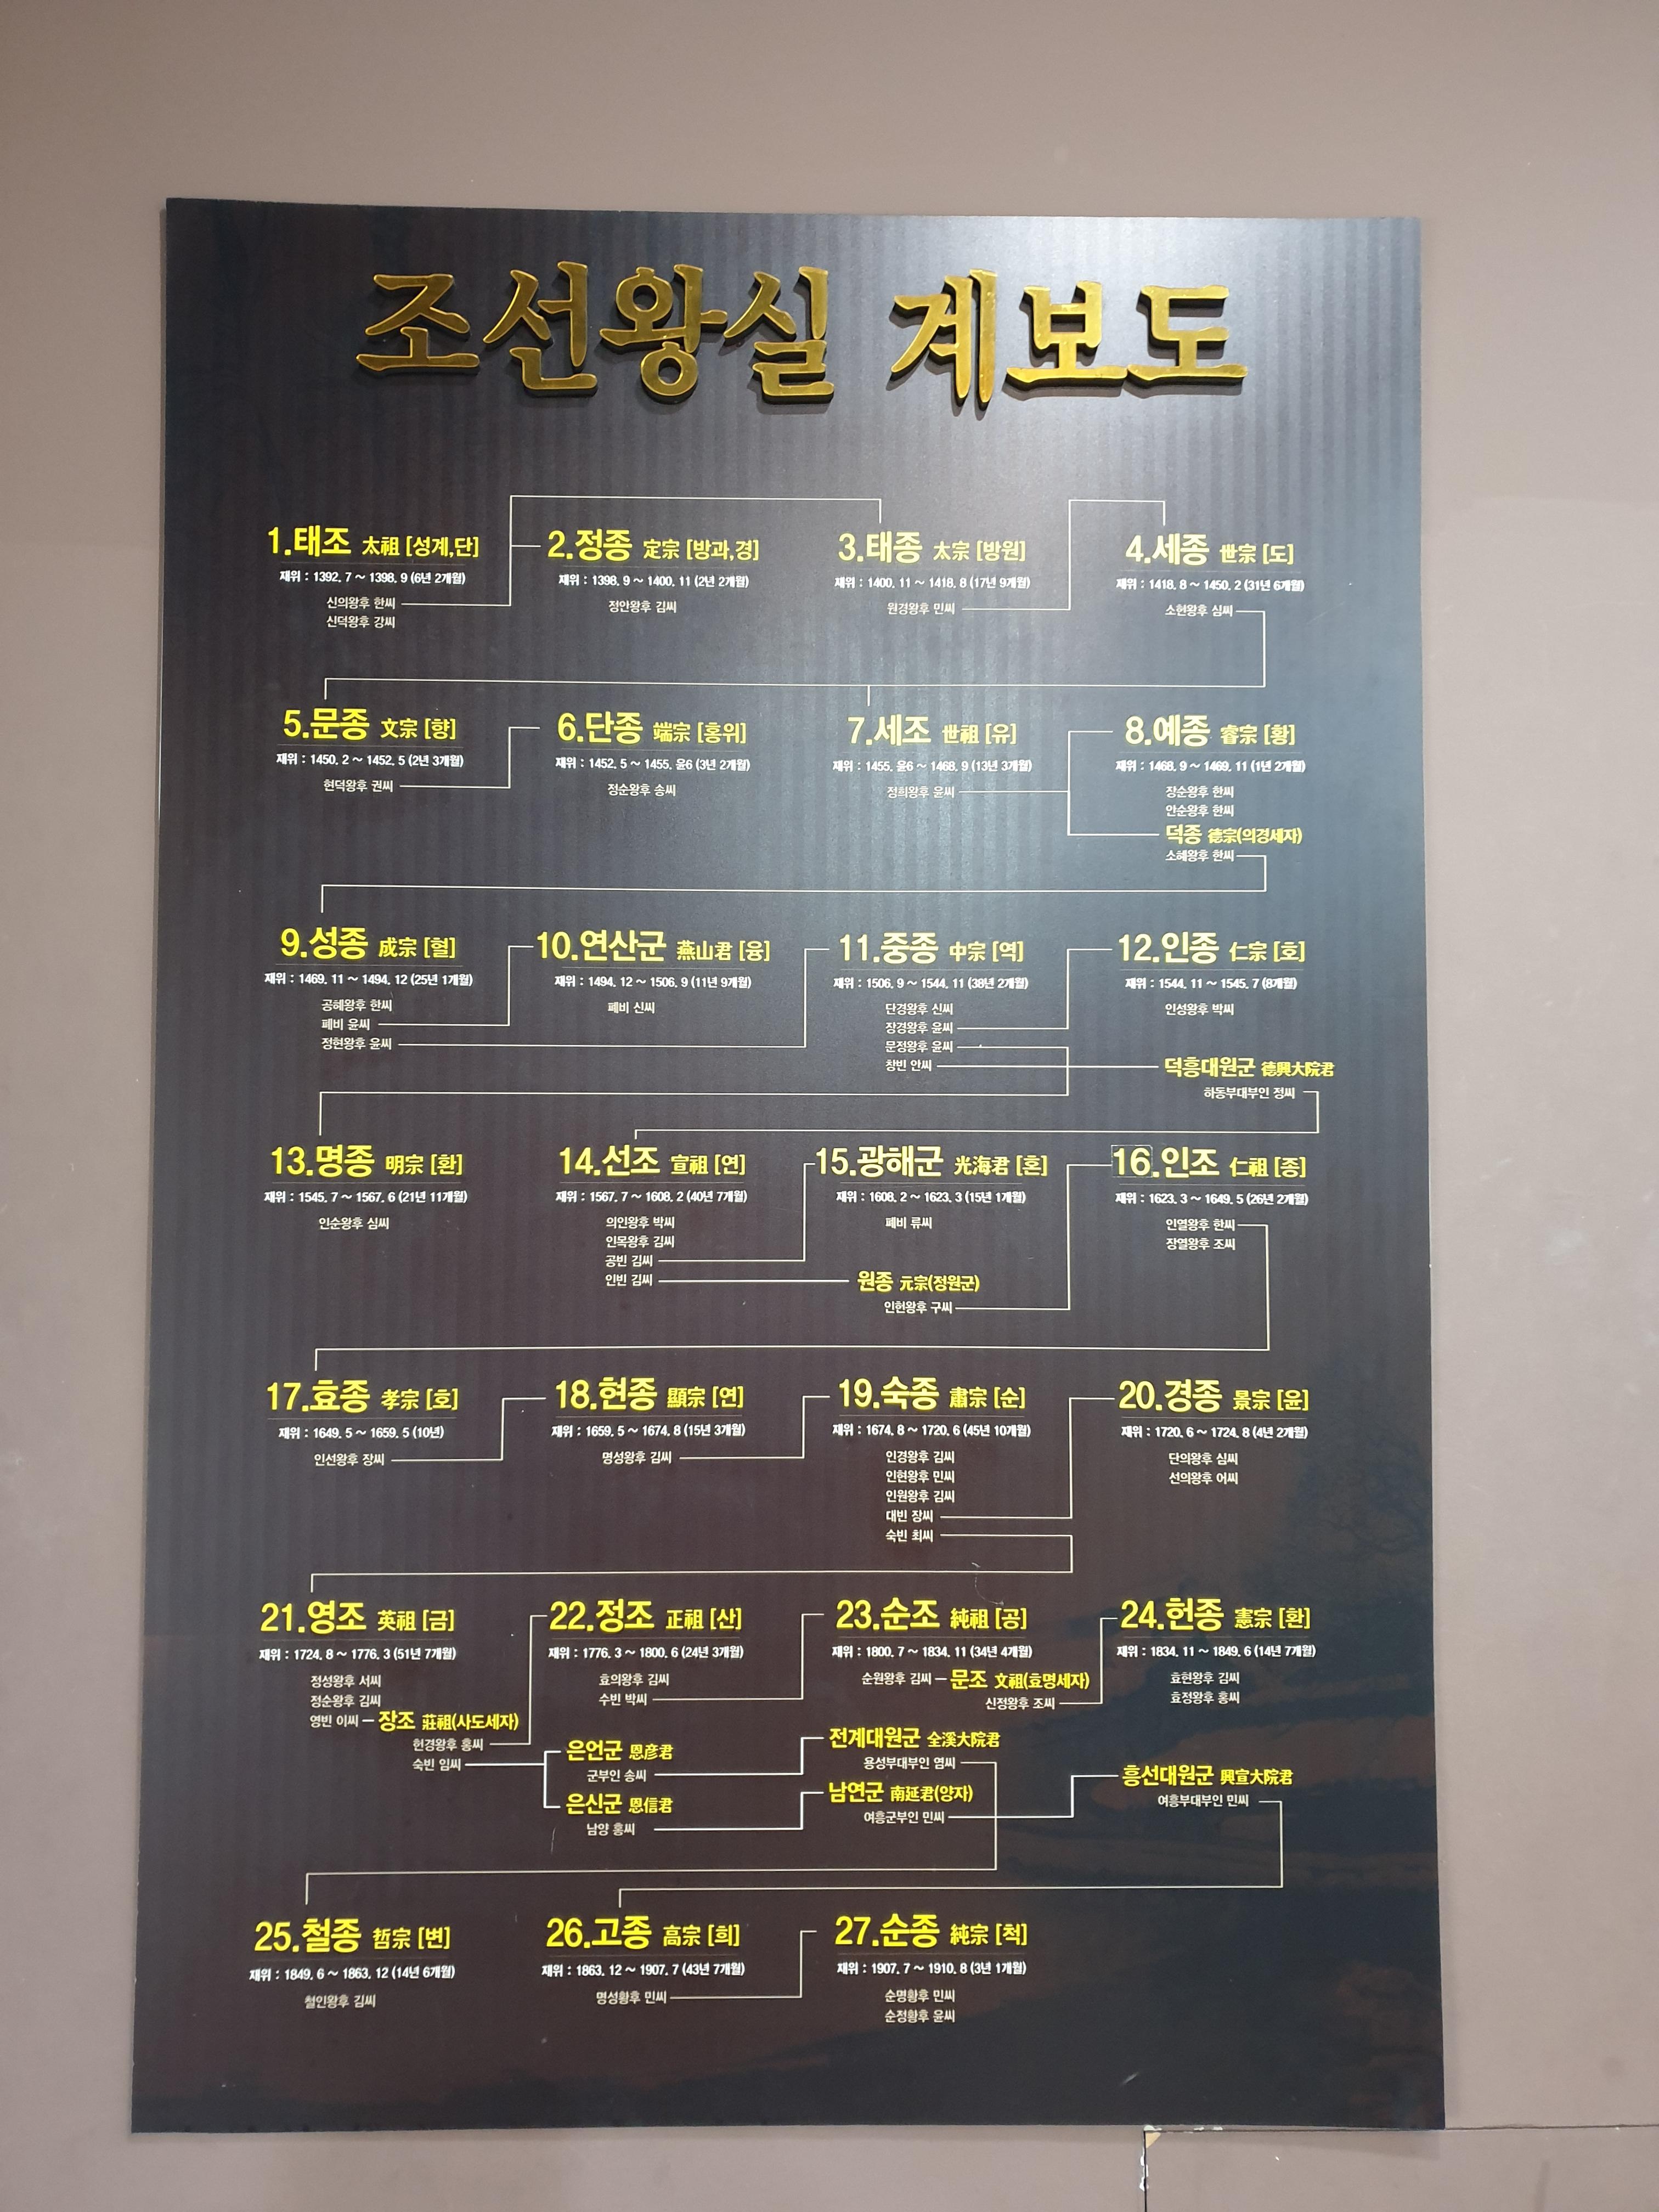 조선왕실 계보도
1.태조 太祖 [성계,단]
재위 : 1392. 7 ~ 1398. 9 (6년 2개월)
신의왕후 한씨
신덕왕후 강씨
2.정종 定宗 [방과,경]
재위 : 1398. 9 ~ 1400. 11 (2년 2개월)
정안왕후 김씨
3.태종 太宗 [방원]
재위 : 1400. 11 ~ 1418. 8 (17년 9개월)
원경왕후 민씨
4.세종 世宗 [도]
재위 : 1418. 8 ~ 1450. 2 (31년 6개월)
소헌왕후 심씨
5.문종 文宗 [향]
재위 : 1450. 2 ~ 1452. 5 (2년 3개월)
현덕왕후 권씨
6.단종 端宗 [홍위]
재위 : 1452. 5 ~ 1455. 윤6 (3년 2개월)
정순왕후 송씨
7.세조 世祖 [유]
재위 : 1455. 윤6 ~ 1468. 9 (13년 3개월)
정희왕후 윤씨
8.예종 睿宗 [황]
재위 : 1468. 9 ~ 1469. 11 (1년 2개월)
장순왕후 한씨
안순왕후 한씨
덕종 德宗(의경세자)
소혜왕후 한씨
9.성종 成宗 [혈]
재위 : 1469. 11 ~ 1494. 12 (25년 1개월)
공혜왕후 한씨
폐비 윤씨
정현왕후 윤씨
10.연산군 燕山君 [융]
재위 : 1494. 12 ~ 1506. 9 (11년 9개월)
폐비 신씨
11.중종 中宗 [역]
재위 : 1506. 9 ~ 1544. 11 (38년 2개월)
단경왕후 신씨
장경왕후 윤씨
문정왕후 윤씨
창빈 안씨
12.인종 仁宗 [호]
재위 : 1544. 11 ~ 1545. 7 (8개월)
인성왕후 박씨
덕흥대원군 德興大院君
하동부대부인 정씨
13.명종 明宗 [환]
재위 : 1545. 7 ~ 1567. 6 (21년 11개월)
인순왕후 심씨
14.선조 宣祖 [연]
재위 : 1567. 7 ~ 1608. 2 (40년 7개월)
의인왕후 박씨
인목왕후 김씨
공빈 김씨
인빈 김씨
15.광해군 光海君 [혼]
재위 : 1608. 2 ~ 1623. 3 (15년 1개월)
폐비 류씨
원종 元宗(정원군)
인헌왕후 구씨
16.인조 仁祖 [종]
재위 : 1623. 3 ~ 1649. 5 (26년 2개월)
인열왕후 한씨
장열왕후 조씨
17.효종 孝宗 [호]
재위 : 1649. 5 ~ 1659. 5 (10년)
인선왕후 장씨
18.현종 顯宗 [연]
재위 : 1659. 5 ~ 1674. 8 (15년 3개월)
명성왕후 김씨
19.숙종 肅宗 [순]
재위 : 1674. 8 ~ 1720. 6 (45년 10개월)
인경왕후 김씨
인현왕후 민씨
인원왕후 김씨
대빈 장씨
숙빈 최씨
20.경종 景宗 [윤]
재위 : 1720. 6 ~ 1724. 8 (4년 2개월)
단의왕후 심씨
선의왕후 어씨
21.영조 英祖 [금]
재위 : 1724. 8 ~ 1776. 3 (51년 7개월)
정성왕후 서씨
정순왕후 김씨
영빈 이씨 장조 莊祖(사도세자)
헌경왕후 홍씨
숙빈 임씨
22.정조 正祖 [산]
재위 : 1776. 3 ~ 1800. 6 (24년 3개월)
효의왕후 김씨
수빈 박씨
은언군 恩彦君
군부인 송씨
은신군 恩信君
남양 홍씨
23.순조 純祖 [공]
재위 : 1800. 7 ~ 1834. 11 (34년 4개월)
순원왕후 김씨 문조 文祖(효명세자)
신정왕후 조씨
전계대원군 全溪大院君
용성부대부인 염씨
남연군 南延君(양자)
여흥군부인 민씨
24.헌종 憲宗 [환]
재위 : 1834. 11 ~ 1849. 6 (14년 7개월)
효현왕후 김씨
효정왕후 홍씨
흥선대원군 興宣大院君
여흥부대부인 민씨
25.철종 哲宗 [변]
재위 : 1849. 6 ~ 1863. 12 (14년 6개월)
철인왕후 김씨
26.고종 高宗 [희]
재위 : 1863. 12 ~ 1907. 7 (43년 7개월)
명성황후 민씨
27.순종 純宗 [척]
재위 : 1907. 7 ~ 1910. 8 (3년 1개월)
순명황후 민씨
순정황후 윤씨